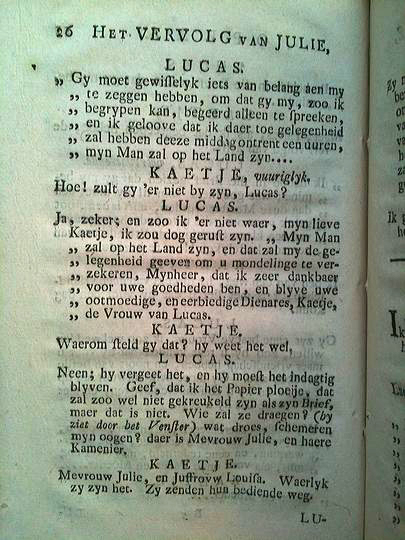 26 HET VERVOLG VAN JULIE,
LUCAS.
„ Gy moet gewisselyk iets van belang aen my
„ te zeggen hebben, om dat gy my, zoo ik
„ begrypen kan, begeerd alleen te spreeken,
„ en ik geloove dat ik daer toe gelegenheid
„ zal hebben deeze middag ontrent een uuren,
„ myn Man zal op het Land zyn....
KAETJE, vuuriglyk.
Hoe! zult gy 'er niet by zyn, Lucas?
LUCAS.
Ja, zeker; en zoo ik 'er niet waer, myn lieve
Kaetje, ik zou dog gerust zyn. „ Myn Man
„ zal op het Land zyn, en dat zal my de ge-
„ legenheid geeven om u mondelinge te ver-
„ zekeren, Mynheer, dat ik zeer dankbaer
„ voor uwe goedheden ben, en blyve uwe
„ ootmoedige, en eerbiedige Dienares, Kaetje,
„ de Vrouw van Lucas.
KAETJE.
Waerom steld gy dat? hy weet het wel.
LUCAS.
Neen; hy vergeet het, en hy moest het indagtig
blyven. Geef, dat ik het Papier ploeije, dat
zal zoo wel niet gekreukeld zyn als zyn Brief,
maer dat is niet. Wie zal ze draegen? (by
ziet door het Venster) wat droes, schemeren
myn oogen? daer is Mevrouw Julie, en haere
Kamenier.
KAETJE.
Mevrouw Julie, en Juffrouw Louisa. Waerlyk
zy zyn het. Zy zenden hun bediende weg.
LU-